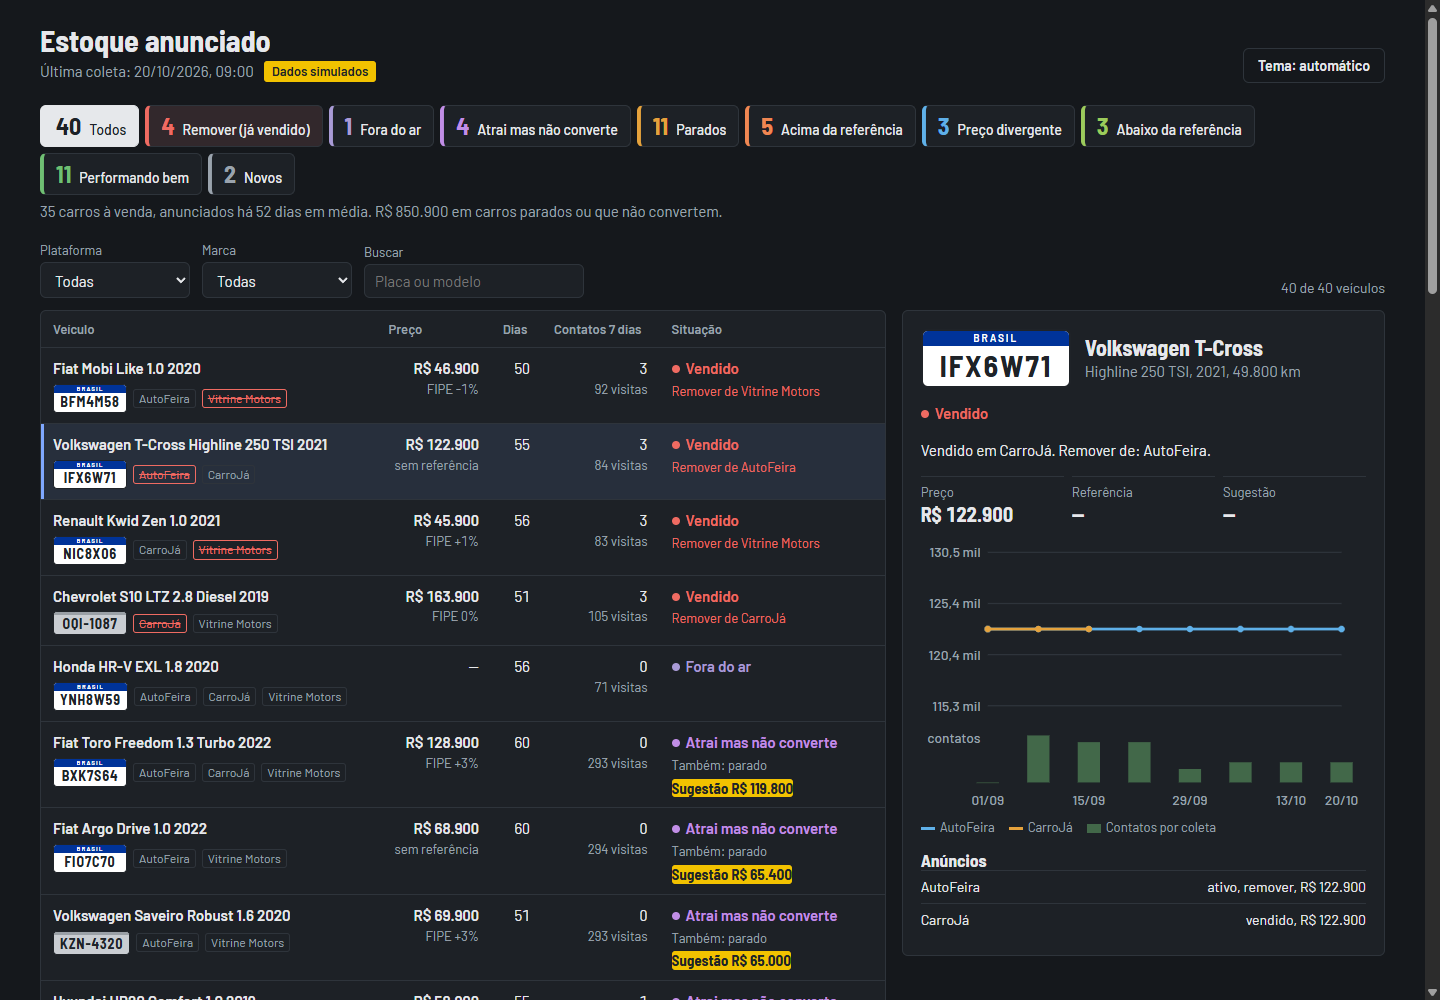 Estoque anunciado
Última coleta: 20/10/2026, 09:00 Dados simulados
Tema: automático
40 Todos
4 Remover (já vendido)
1 Fora do ar
4 Atrai mas não converte
11 Parados
5 Acima da referência
3 Preço divergente
3 Abaixo da referência
11 Performando bem
2 Novos
35 carros à venda, anunciados há 52 dias em média. R$ 850.900 em carros parados ou que não convertem.
Plataforma
Todas
Marca
Todas
Buscar
Placa ou modelo
40 de 40 veículos
Veículo Preço Dias Contatos 7 dias Situação
Fiat Mobi Like 1.0 2020 R$ 46.900 50 3 Vendido
BRASIL
BFM4M58 AutoFeira Vitrine Motors FIPE -1% 92 visitas Remover de Vitrine Motors
Volkswagen T-Cross Highline 250 TSI 2021 R$ 122.900 55 3 Vendido
BRASIL
IFX6W71 AutoFeira CarroJá sem referência 84 visitas Remover de AutoFeira
Renault Kwid Zen 1.0 2021 R$ 45.900 56 3 Vendido
BRASIL
NIC8X06 CarroJá Vitrine Motors FIPE +1% 83 visitas Remover de Vitrine Motors
Chevrolet S10 LTZ 2.8 Diesel 2019 R$ 163.900 51 3 Vendido
OQI-1087 CarroJá Vitrine Motors FIPE 0% 105 visitas Remover de CarroJá
Honda HR-V EXL 1.8 2020 – 56 0 Fora do ar
BRASIL
YNH8W59 AutoFeira CarroJá Vitrine Motors 71 visitas
Fiat Toro Freedom 1.3 Turbo 2022 R$ 128.900 60 0 Atrai mas não converte
BRASIL
BXK7S64 AutoFeira CarroJá Vitrine Motors FIPE +3% 293 visitas Também: parado
Sugestão R$ 119.800
Fiat Argo Drive 1.0 2022 R$ 68.900 60 0 Atrai mas não converte
BRASIL
FIO7C70 AutoFeira Vitrine Motors sem referência 294 visitas Também: parado
Sugestão R$ 65.400
Volkswagen Saveiro Robust 1.6 2020 R$ 69.900 51 0 Atrai mas não converte
KZN-4320 AutoFeira Vitrine Motors FIPE +3% 293 visitas Também: parado
Sugestão R$ 65.000
BRASIL
IFX6W71
Volkswagen T-Cross
Highline 250 TSI, 2021, 49.800 km
Vendido
Vendido em CarroJá. Remover de: AutoFeira.
Preço Referência Sugestão
R$ 122.900 – –
130,5 mil
125,4 mil
120,4 mil
115,3 mil
contatos
01/09 15/09 29/09 13/10 20/10
AutoFeira CarroJá Contatos por coleta
Anúncios
AutoFeira ativo, remover, R$ 122.900
CarroJá vendido, R$ 122.900